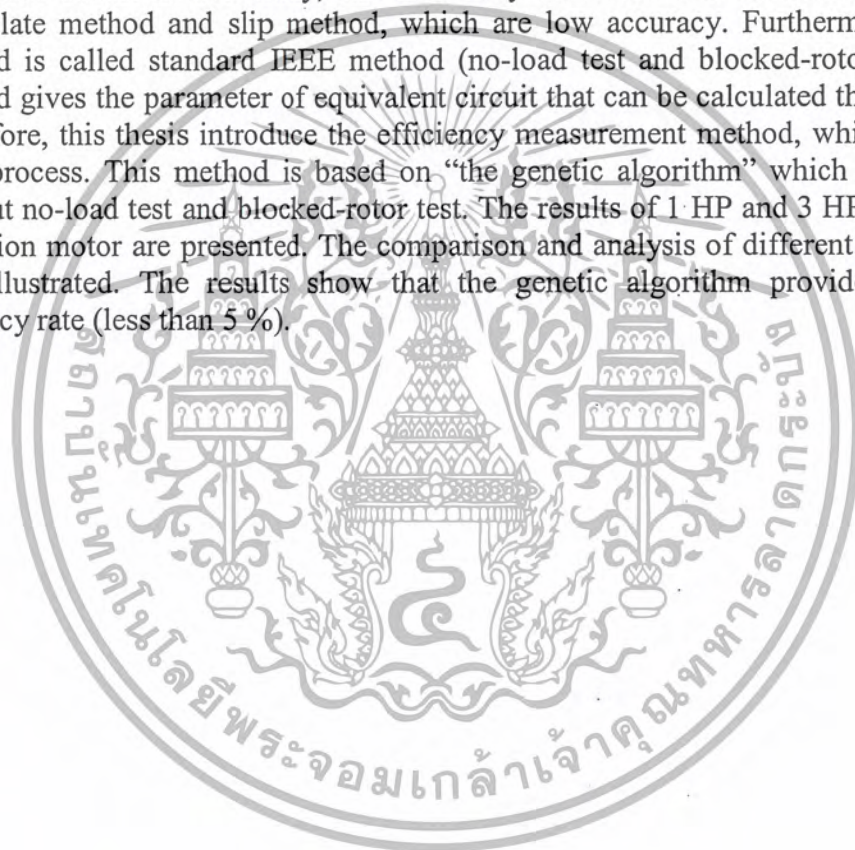 late method and slip method, which are low accuracy. Furtherm
d is called standard IEEE method (no-load test and blocked-roto
d gives the parameter of equivalent circuit that can be calculated th
fore, this thesis introduce the efficiency measurement method, whi
process. This method is based on “the genetic algorithm” which
ut no-load test and blocked-rotor test. The results of 1 HP and 3 HP
ion motor are presented. The comparison and analysis of different
llustrated. The results show that the genetic algorithm provid
cy rate (less than 5 %).
สถาบันเทคโนโลยีพระจอมเกล้าเจ้าคุณทหารลาดกระบัง